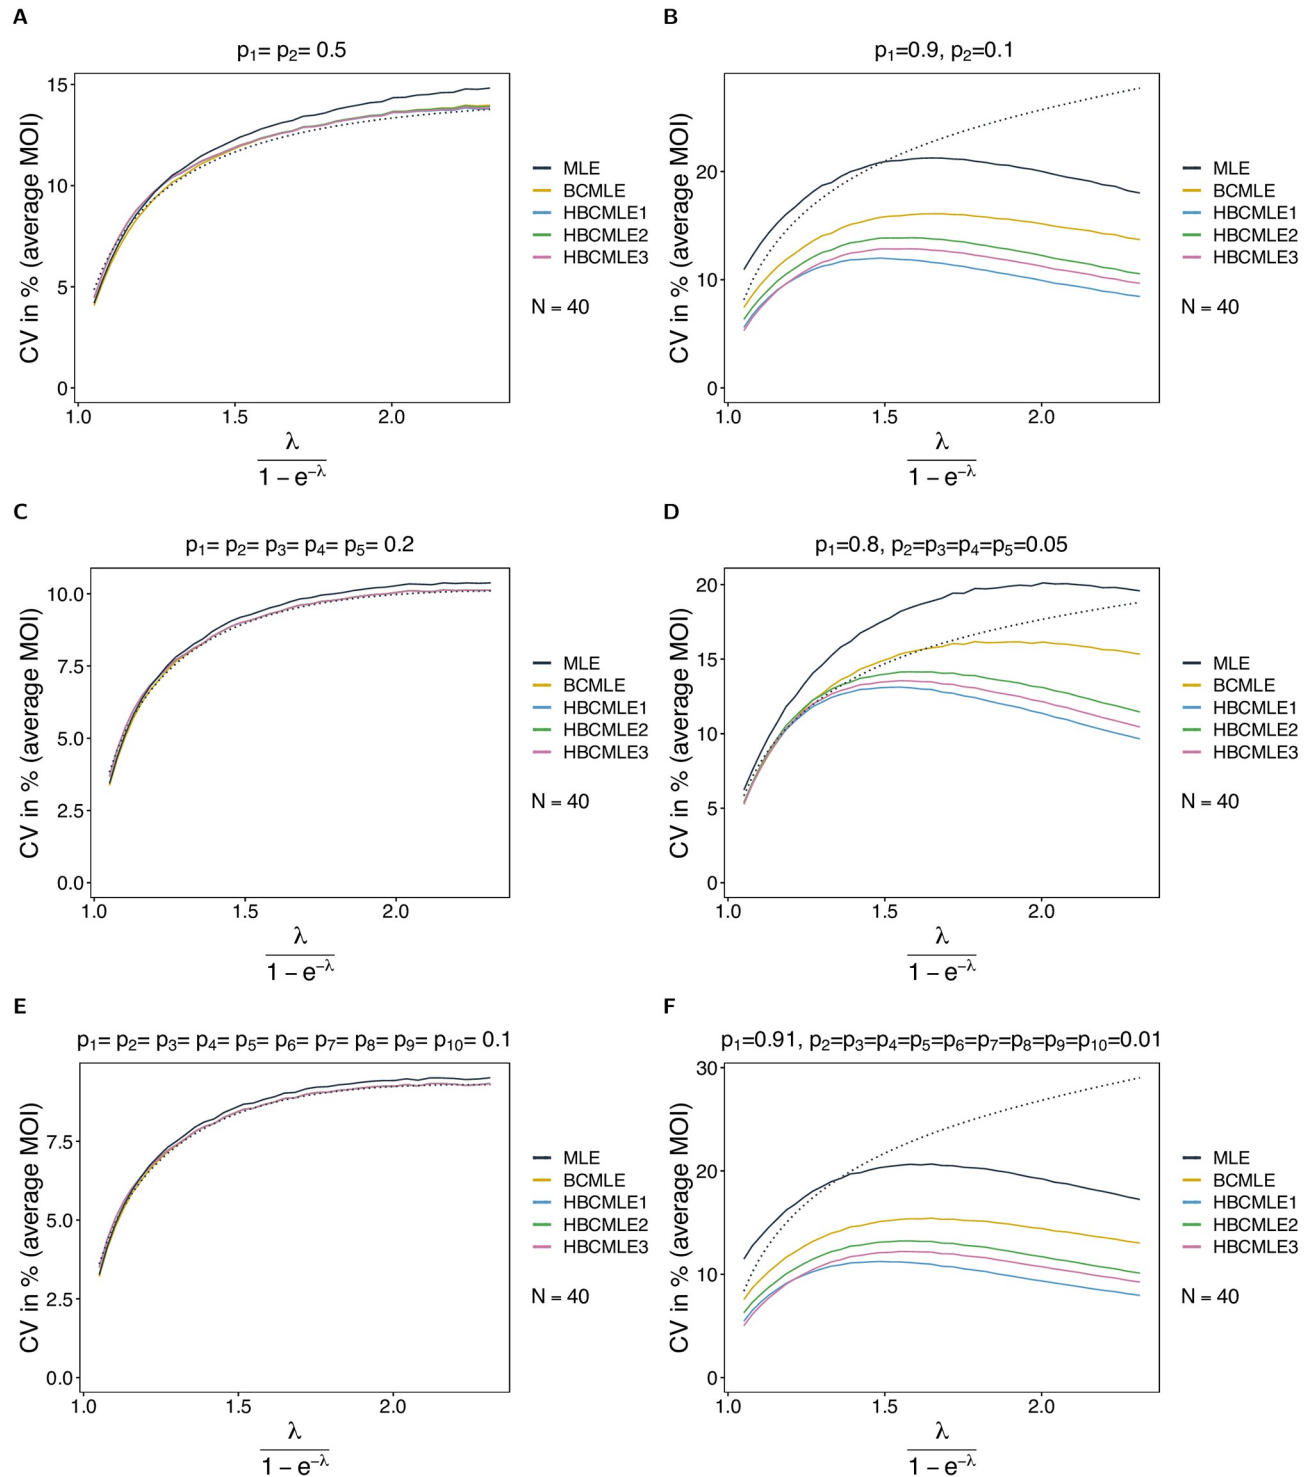 A
p₁= p₂= 0.5
CV in % (average MOI)
15
10
5
0
1.0 1.5 2.0
λ
1 − e^−λ
MLE
BCMLE
HBCMLE1
HBCMLE2
HBCMLE3
N = 40
B
p₁=0.9, p₂=0.1
CV in % (average MOI)
20
10
0
1.0 1.5 2.0
λ
1 − e^−λ
MLE
BCMLE
HBCMLE1
HBCMLE2
HBCMLE3
N = 40
C
p₁= p₂= p₃= p₄= p₅= 0.2
CV in % (average MOI)
10.0
7.5
5.0
2.5
0.0
1.0 1.5 2.0
λ
1 − e^−λ
MLE
BCMLE
HBCMLE1
HBCMLE2
HBCMLE3
N = 40
D
p₁=0.8, p₂=p₃=p₄=p₅=0.05
CV in % (average MOI)
20
15
10
5
0
1.0 1.5 2.0
λ
1 − e^−λ
MLE
BCMLE
HBCMLE1
HBCMLE2
HBCMLE3
N = 40
E
p₁= p₂= p₃= p₄= p₅= p₆= p₇= p₈= p₉= p₁₀= 0.1
CV in % (average MOI)
7.5
5.0
2.5
0.0
1.0 1.5 2.0
λ
1 − e^−λ
MLE
BCMLE
HBCMLE1
HBCMLE2
HBCMLE3
N = 40
F
p₁=0.91, p₂=p₃=p₄=p₅=p₆=p₇=p₈=p₉=p₁₀=0.01
CV in % (average MOI)
30
20
10
0
1.0 1.5 2.0
λ
1 − e^−λ
MLE
BCMLE
HBCMLE1
HBCMLE2
HBCMLE3
N = 40